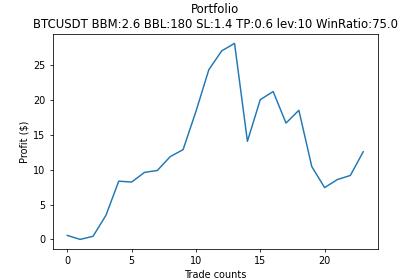 Portfolio
BTCUSDT BBM:2.6 BBL:180 SL:1.4 TP:0.6 lev:10 WinRatio:75.0
25
20
15
10
5
0
Profit ($)
0 5 10 15 20
Trade counts